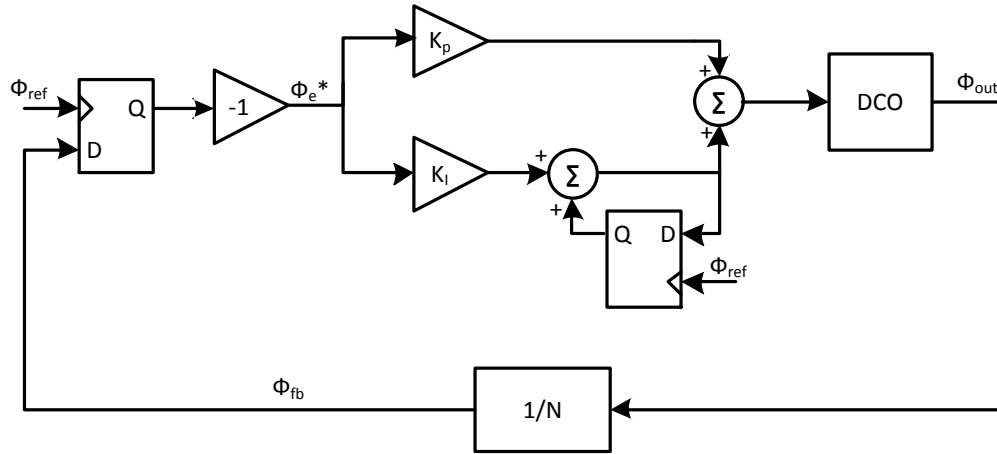 Φref
Q
D
-1
Φe*
Kp
KI
+
+
Σ
+
+
Σ
Q
D
Φref
DCO
Φout
Φfb
1/N